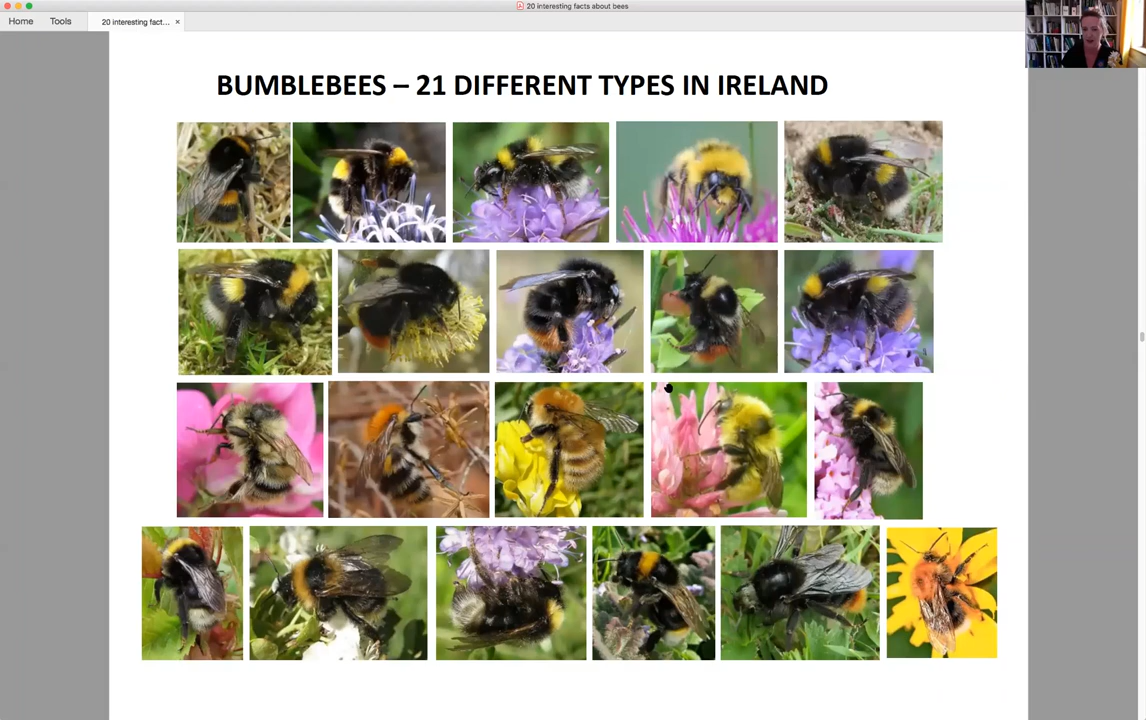 20 interesting facts about bees
Home Tools 20 interesting fact... ×
BUMBLEBEES – 21 DIFFERENT TYPES IN IRELAND